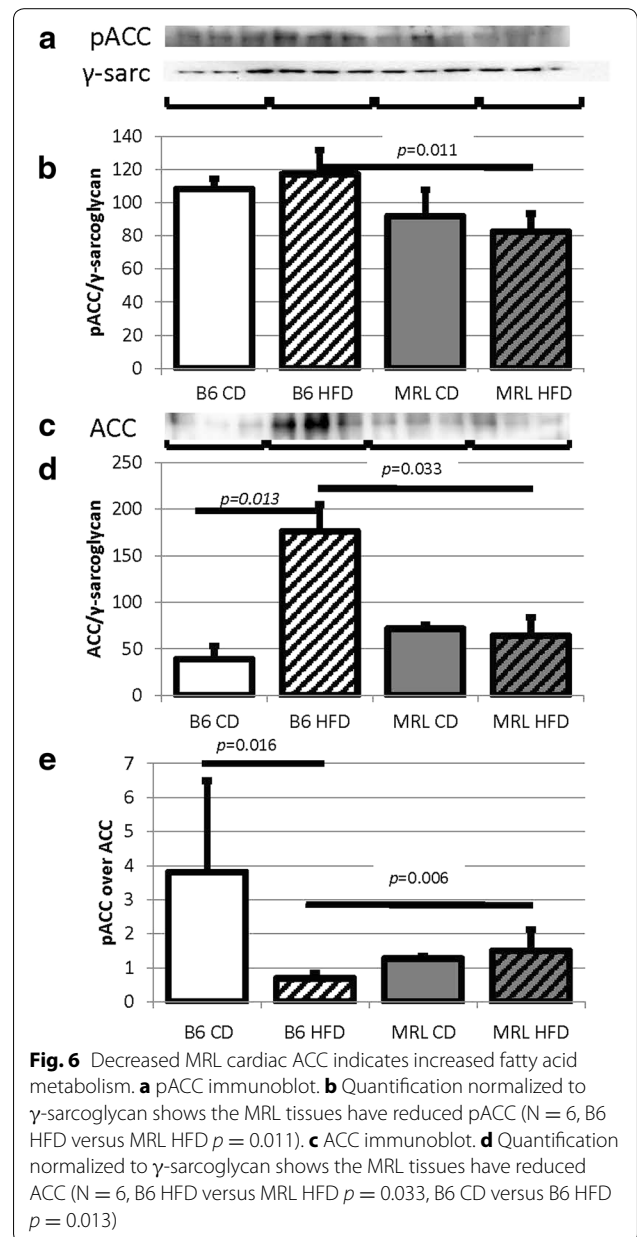 a
pACC
γ-sarc
b
pACC/γ-sarcoglycan
140
120
100
80
60
40
20
0
p=0.011
B6 CD B6 HFD MRL CD MRL HFD
c
ACC
d
ACC/γ-sarcoglycan
250
200
150
100
50
0
p=0.033
p=0.013
B6 CD B6 HFD MRL CD MRL HFD
e
pACC over ACC
7
6
5
4
3
2
1
0
p=0.016
p=0.006
B6 CD B6 HFD MRL CD MRL HFD
Fig. 6 Decreased MRL cardiac ACC indicates increased fatty acid
metabolism. a pACC immunoblot. b Quantification normalized to
γ-sarcoglycan shows the MRL tissues have reduced pACC (N = 6, B6
HFD versus MRL HFD p = 0.011). c ACC immunoblot. d Quantification
normalized to γ-sarcoglycan shows the MRL tissues have reduced
ACC (N = 6, B6 HFD versus MRL HFD p = 0.033, B6 CD versus B6 HFD
p = 0.013)